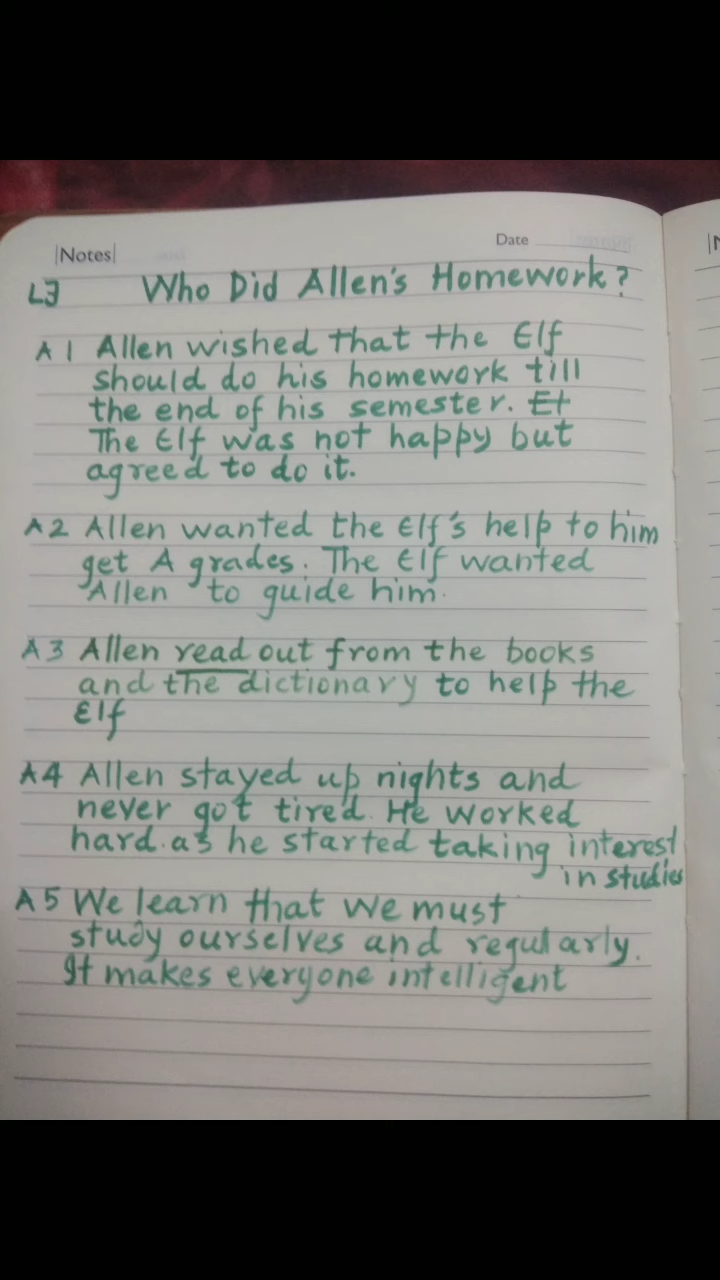 |Notes|
Date
L3 Who Did Allen's Homework?
A1 Allen wished that the Elf
should do his homework till
the end of his semester. Et
The Elf was not happy but
agreed to do it.
A2 Allen wanted the Elf's help to him
get A grades. The Elf wanted
Allen to guide him.
A3 Allen read out from the books
and the dictionary to help the
Elf
A4 Allen stayed up nights and
never got tired. He worked
hard. as he started taking interest
in studies
A5 We learn that we must
study ourselves and regularly.
It makes everyone intelligent